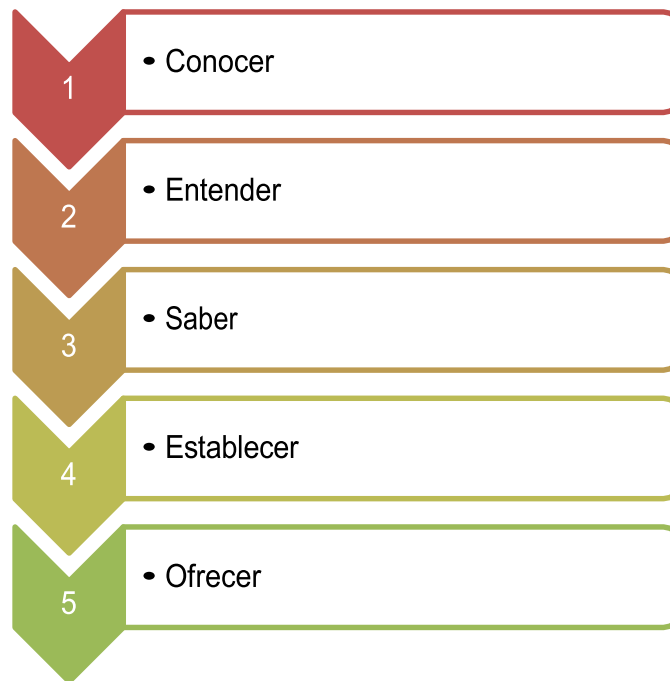 1
• Conocer
2
• Entender
3
• Saber
4
• Establecer
5
• Ofrecer